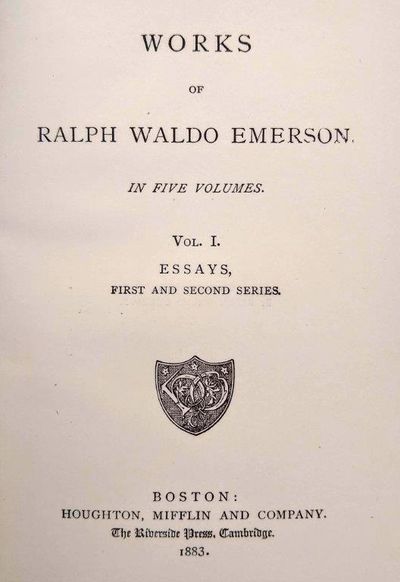 WORKS
OF
RALPH WALDO EMERSON.
IN FIVE VOLUMES.
VOL. I.
ESSAYS,
FIRST AND SECOND SERIES.
BOSTON:
HOUGHTON, MIFFLIN AND COMPANY.
The Riverside Press, Cambridge.
1883.